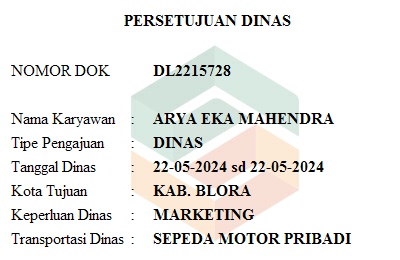 PERSETUJUAN DINAS
NOMOR DOK DL2215728
Nama Karyawan : ARYA EKA MAHENDRA
Tipe Pengajuan : DINAS
Tanggal Dinas : 22-05-2024 sd 22-05-2024
Kota Tujuan : KAB. BLORA
Keperluan Dinas : MARKETING
Transportasi Dinas : SEPEDA MOTOR PRIBADI